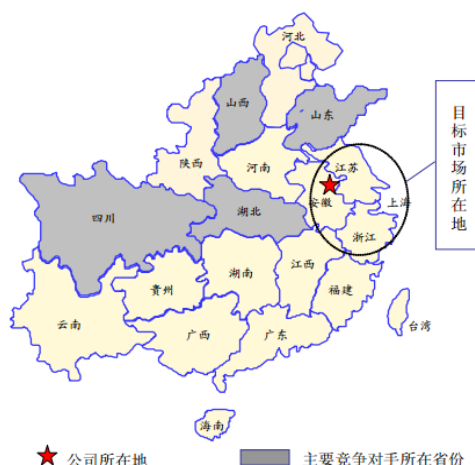 河北
山西
山东
目标市场所在地
陕西
河南
江苏
安徽
上海
四川
湖北
浙江
贵州
湖南
江西
福建
云南
广西
广东
台湾
海南
公司所在地
主要竞争对手所在省份